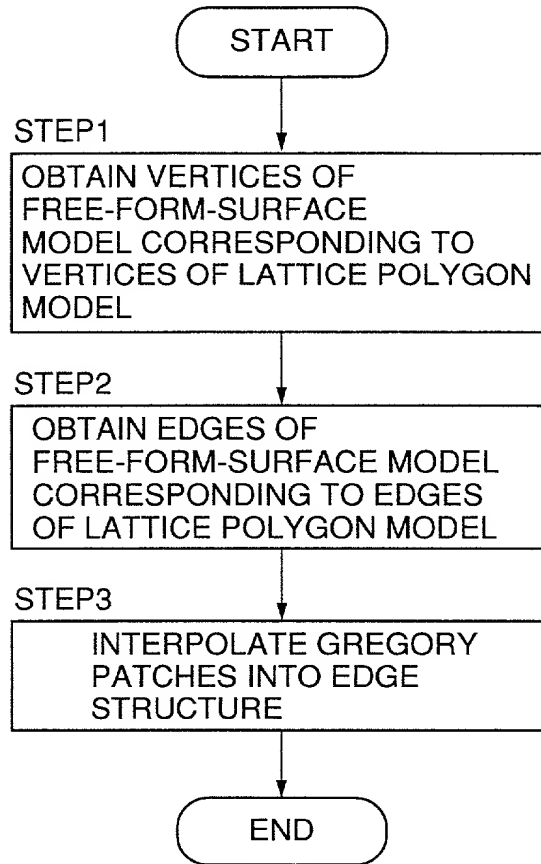 START
STEP1
OBTAIN VERTICES OF
FREE-FORM-SURFACE
MODEL CORRESPONDING TO
VERTICES OF LATTICE POLYGON
MODEL
STEP2
OBTAIN EDGES OF
FREE-FORM-SURFACE MODEL
CORRESPONDING TO EDGES
OF LATTICE POLYGON MODEL
STEP3
INTERPOLATE GREGORY
PATCHES INTO EDGE
STRUCTURE
END